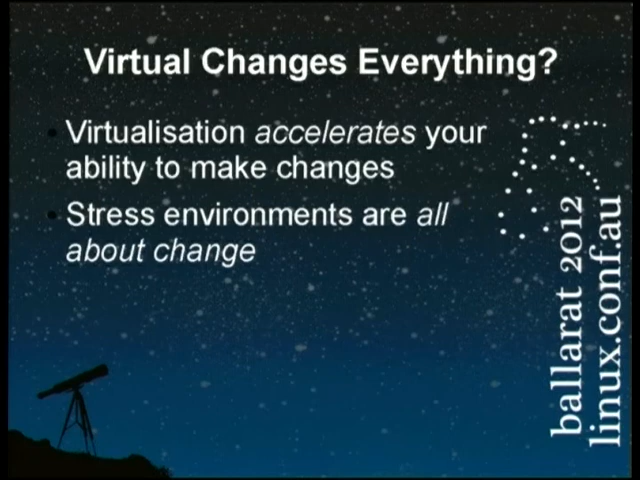 Virtual Changes Everything?
Virtualisation accelerates your
ability to make changes
Stress environments are all
about change
ballarat 2012
linux.conf.au